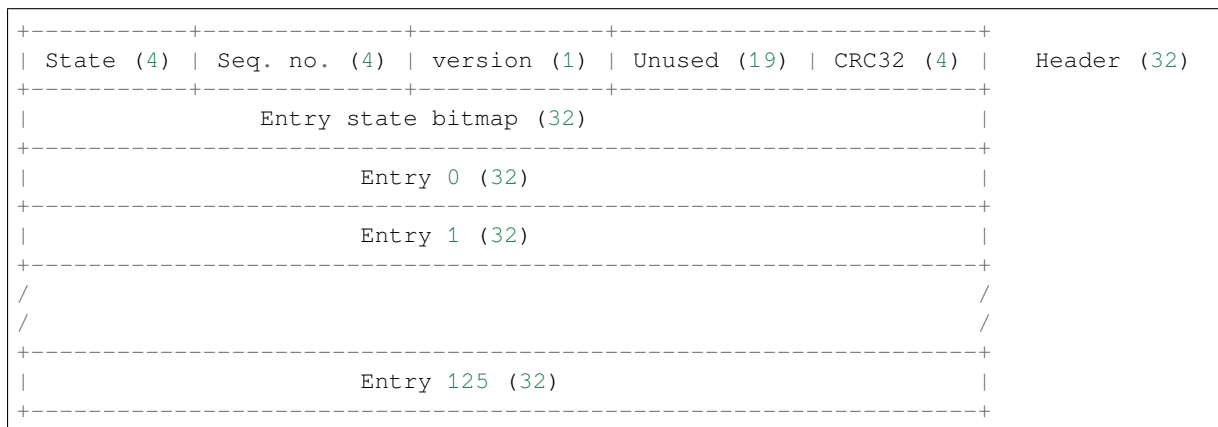 +-----------+--------------+-------------+-------------------------+
| State (4) | Seq. no. (4) | version (1) | Unused (19) | CRC32 (4) |   Header (32)
+-----------+--------------+-------------+-------------------------+
|                Entry state bitmap (32)                           |
+------------------------------------------------------------------+
|                       Entry 0 (32)                               |
+------------------------------------------------------------------+
|                       Entry 1 (32)                               |
+------------------------------------------------------------------+
/                                                                  /
/                                                                  /
+------------------------------------------------------------------+
|                       Entry 125 (32)                             |
+------------------------------------------------------------------+